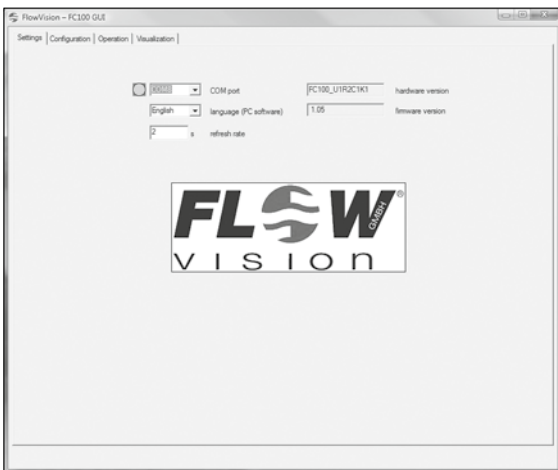 FlowVision – FC100 GUI
Settings Configuration Operation Visualization
COM port FC100_U1R2C1K1 hardware version
English language (PC software) 1.05 firmware version
2 s refresh rate
FLOW GMBH ®
vision